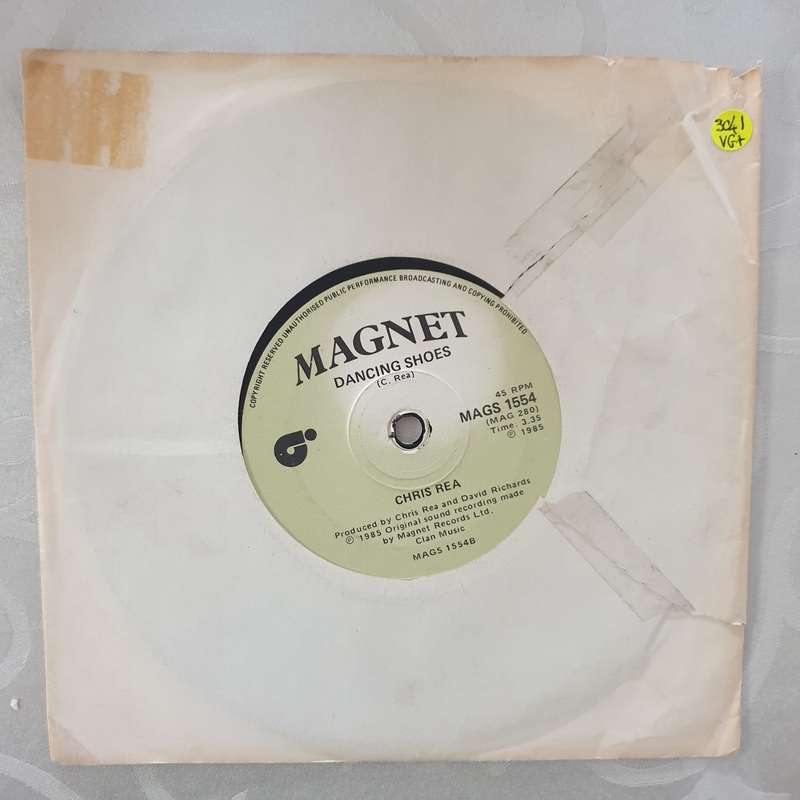 3041
VG+
COPYRIGHT RESERVED UNAUTHORISED PUBLIC PERFORMANCE BROADCASTING AND COPYING PROHIBITED
MAGNET
DANCING SHOES
(C. Rea)
45 RPM
MAGS 1554
(MAG 280)
Time. 3.35
℗ 1985
CHRIS REA
Produced by Chris Rea and David Richards
℗ 1985 Original sound recording made
by Magnet Records Ltd.
Clan Music
MAGS 1554B